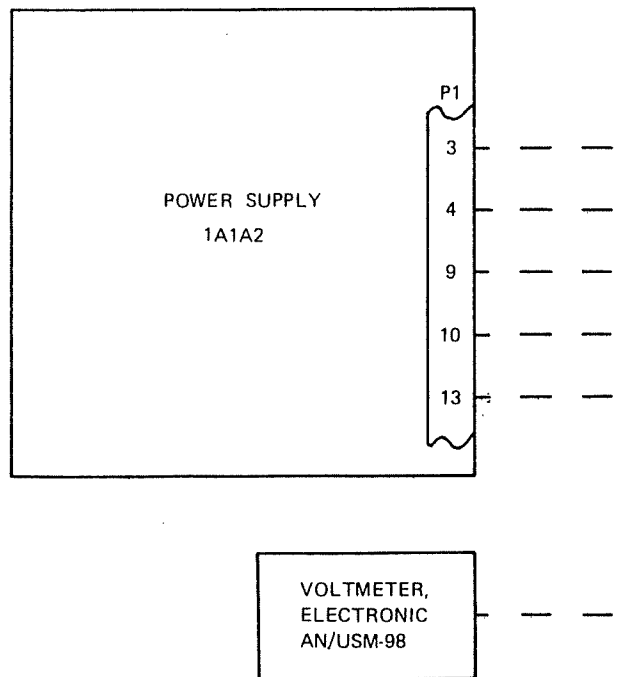 P1
3
POWER SUPPLY
1A1A2
4
9
10
13
VOLTMETER,
ELECTRONIC
AN/USM-98